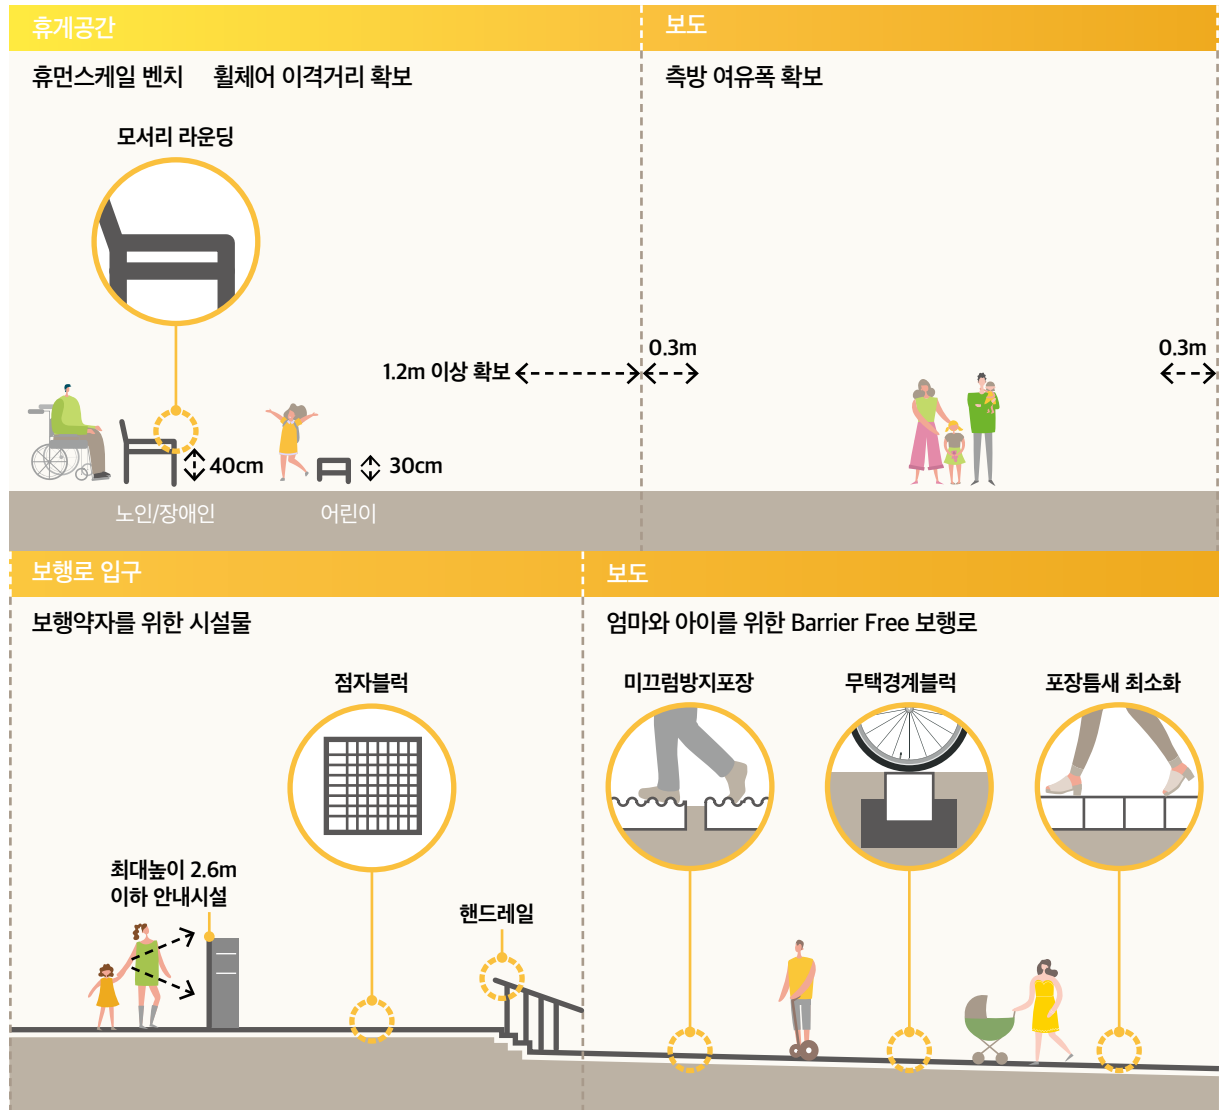 휴게공간
보도
휴먼스케일 벤치
휠체어 이격거리 확보
측방 여유폭 확보
모서리 라운딩
1.2m 이상 확보
0.3m
0.3m
40cm
30cm
노인/장애인
어린이
보행로 입구
보도
보행약자를 위한 시설물
엄마와 아이를 위한 Barrier Free 보행로
점자블럭
미끄럼방지포장
무택경계블럭
포장틈새 최소화
최대높이 2.6m
이하 안내시설
핸드레일